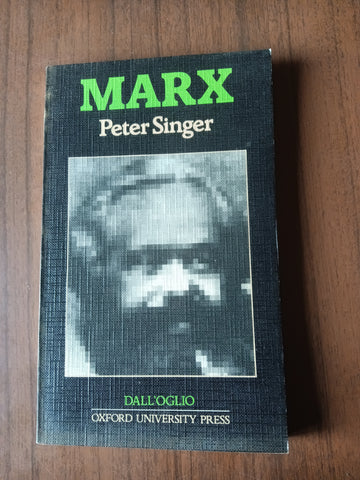 MARX
Peter Singer
DALL'OGLIO
OXFORD UNIVERSITY PRESS